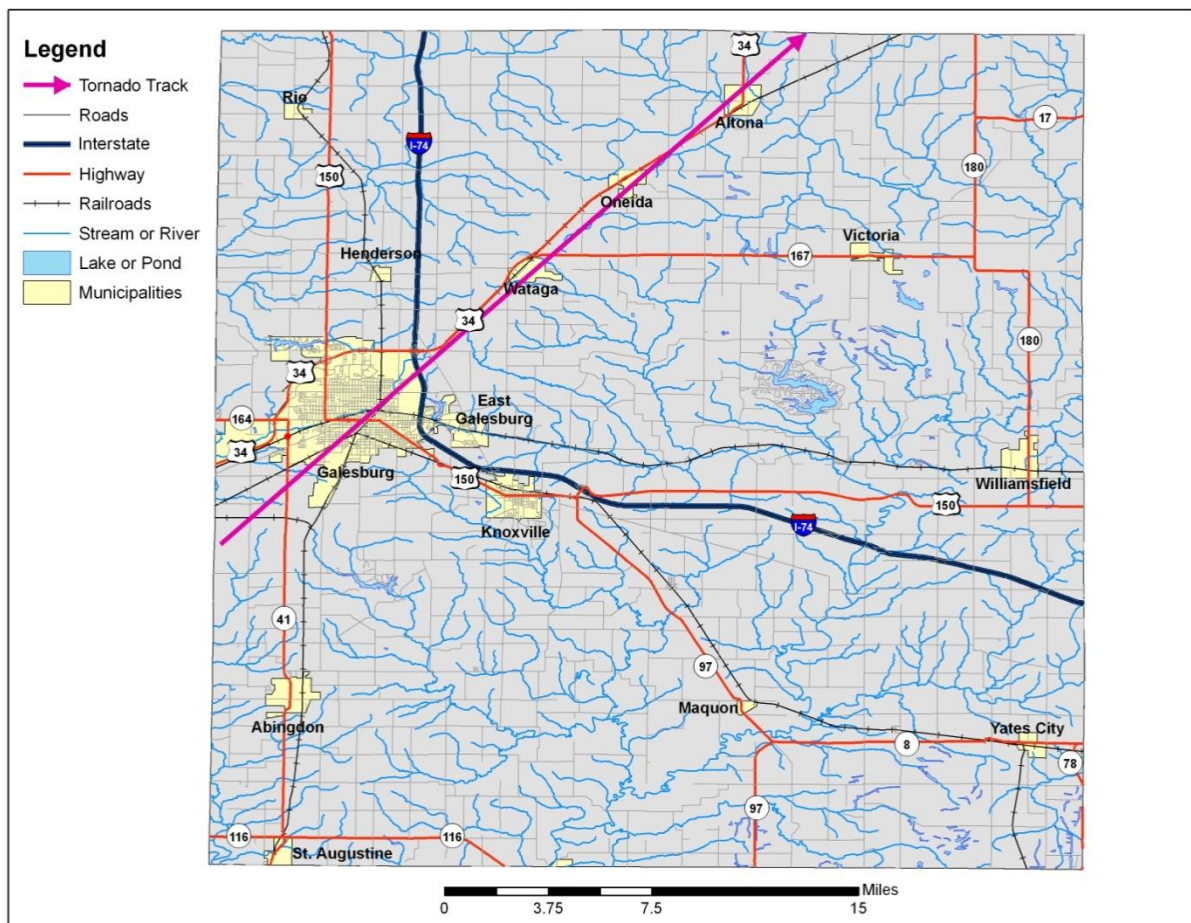 Legend
Tornado Track
Roads
Interstate
Highway
Railroads
Stream or River
Lake or Pond
Municipalities
34
Rio
Altona
17
I-74
150
180
Oneida
Victoria
Henderson
167
Wataga
34
180
34
East
Galesburg
164
34
Galesburg
150
Williamsfield
150
Knoxville
I-74
41
97
Maquon
Abingdon
Yates City
8
78
97
116
116
St. Augustine
Miles
0
3.75
7.5
15